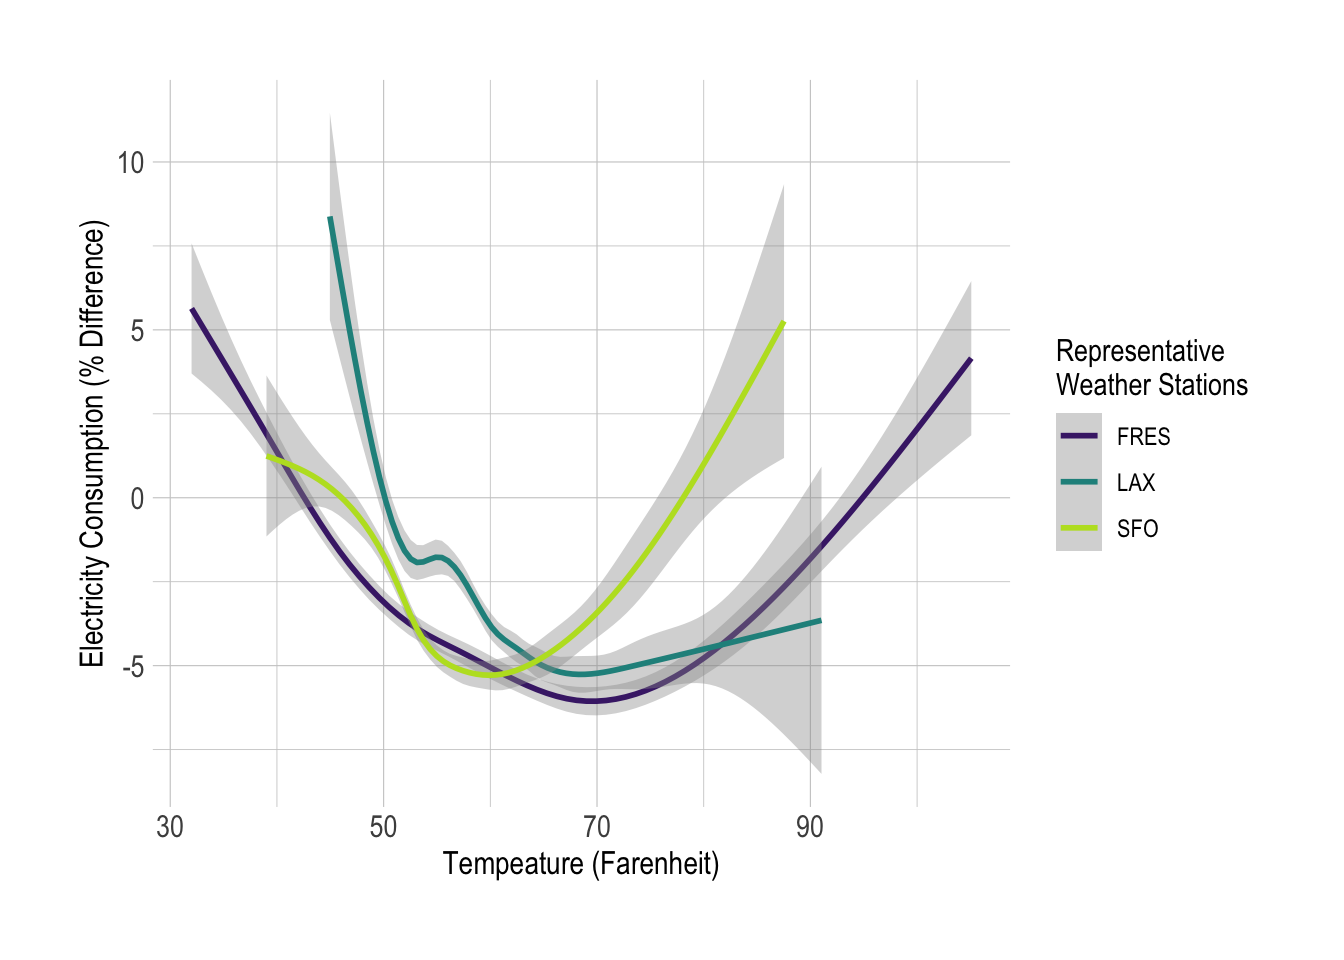 10
5
0
-5
Electricity Consumption (% Difference)
30 50 70 90
Tempeature (Farenheit)
Representative
Weather Stations
FRES
LAX
SFO